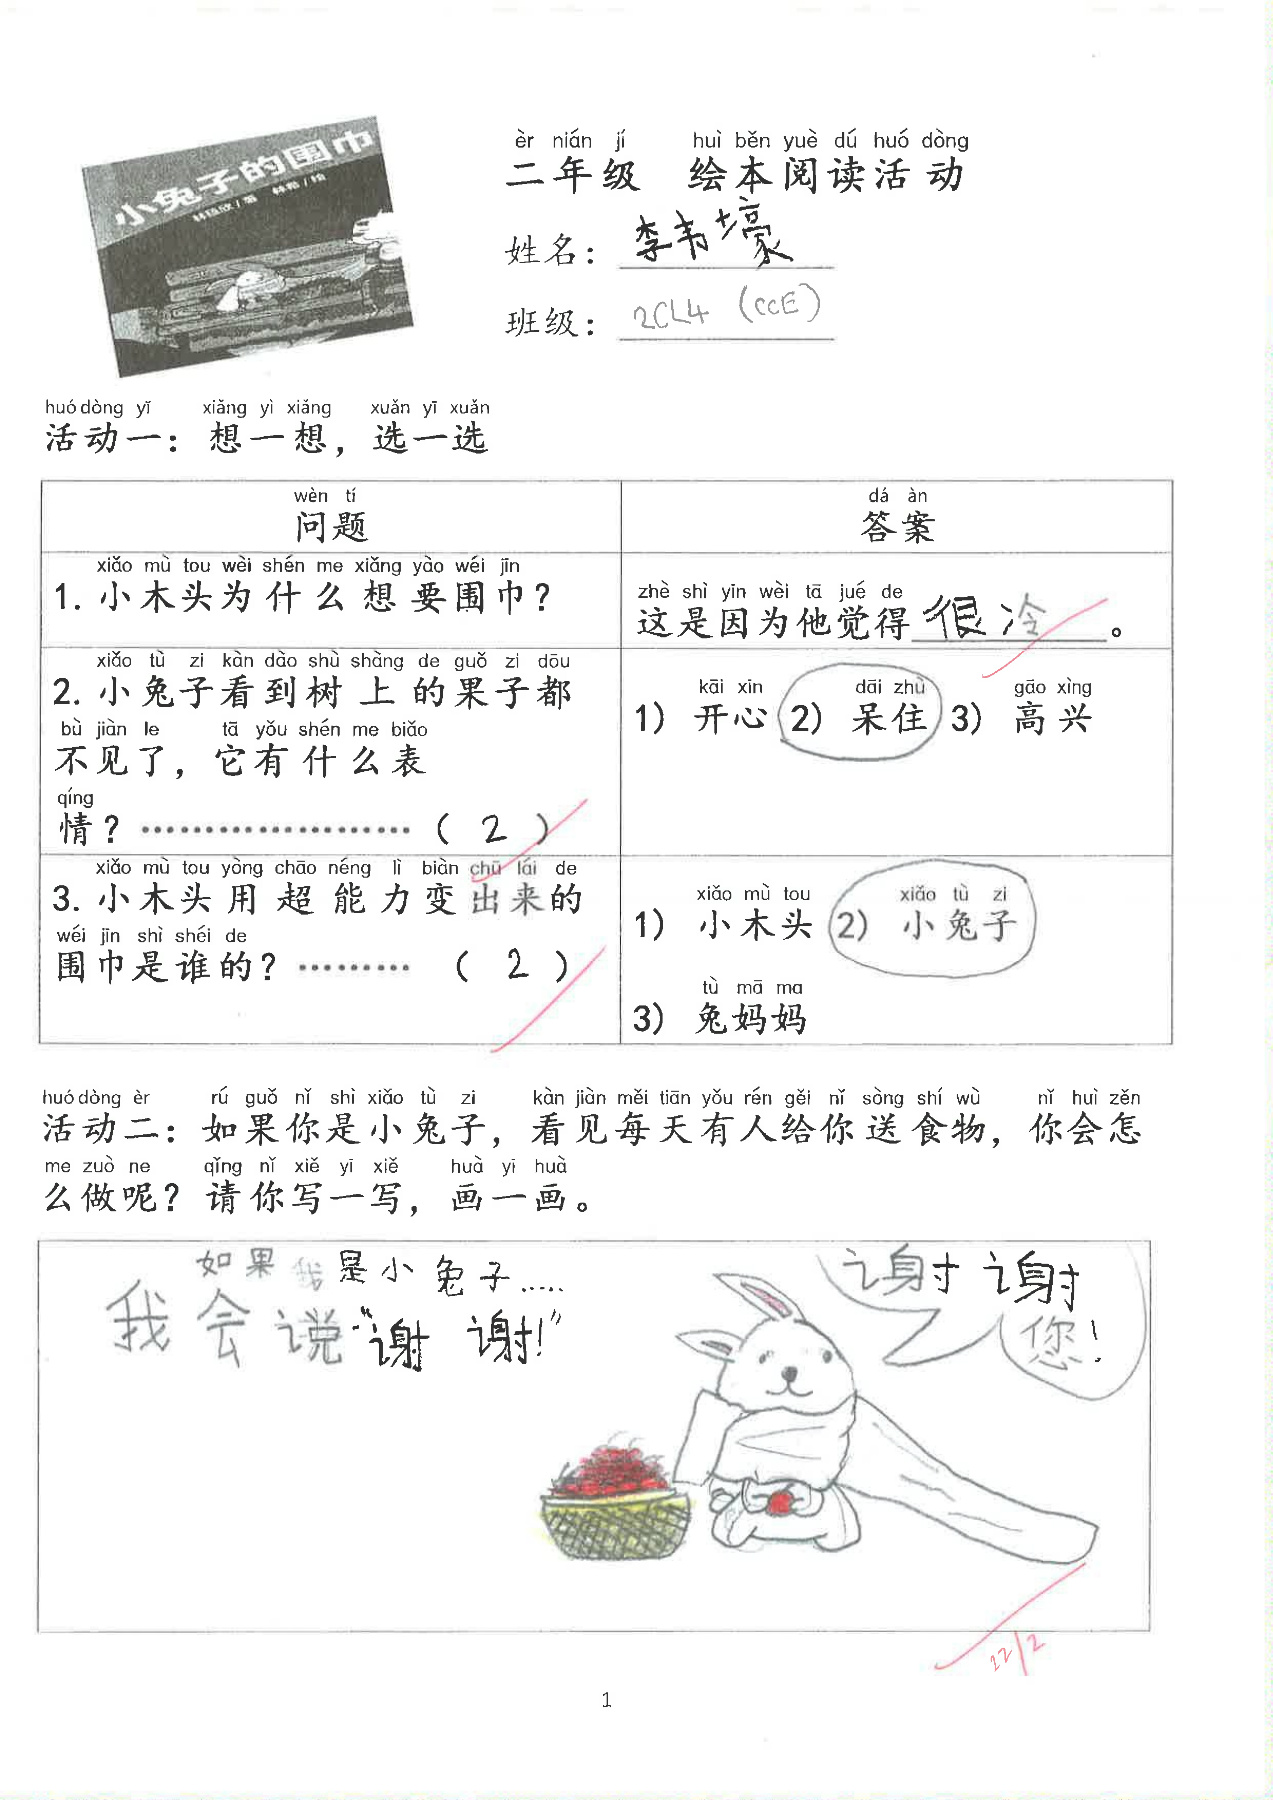 小兔子的围巾
林佳欣/著 林希/绘
èr nián jí huì běn yuè dú huó dòng
二年级 绘本阅读活动
姓名：李韦壕
班级：2CL4 (CCE)
huó dòng yī xiǎng yì xiǎng xuǎn yī xuǎn
活动一：想一想，选一选
wèn tí
问题
dá àn
答案
xiǎo mù tou wèi shén me xiǎng yào wéi jīn
1. 小木头为什么想要围巾？
zhè shì yīn wèi tā jué de
这是因为他觉得很冷。
xiǎo tù zi kàn dào shù shàng de guǒ zi dōu
2. 小兔子看到树上的果子都
bù jiàn le tā yǒu shén me biǎo
不见了，它有什么表
qíng
情？ ····················· （ 2 ）
kāi xīn dāi zhù gāo xìng
1) 开心 2) 呆住 3) 高兴
xiǎo mù tou yòng chāo néng lì biàn chū lái de
3. 小木头用超能力变出来的
wéi jīn shì shéi de
围巾是谁的？ ········· （ 2 ）
xiǎo mù tou xiǎo tù zi
1) 小木头 2) 小兔子
tù mā ma
3) 兔妈妈
huó dòng èr rú guǒ nǐ shì xiǎo tù zi kàn jiàn měi tiān yǒu rén gěi nǐ sòng shí wù nǐ huì zěn
活动二：如果你是小兔子，看见每天有人给你送食物，你会怎
me zuò ne qǐng nǐ xiě yī xiě huà yī huà
么做呢？请你写一写，画一画。
如果我是小兔子.....
我会说“谢谢!”
谢谢
您!
22/2
1